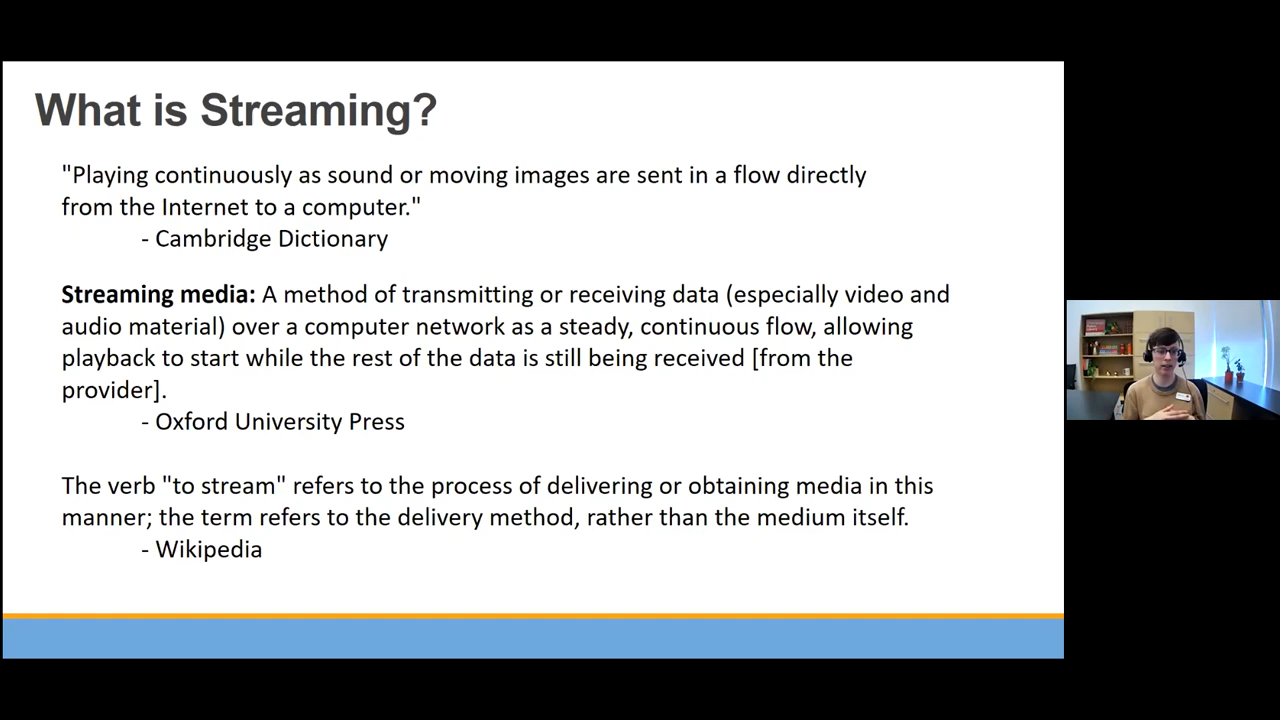 What is Streaming?
"Playing continuously as sound or moving images are sent in a flow directly
from the Internet to a computer."
- Cambridge Dictionary
Streaming media: A method of transmitting or receiving data (especially video and
audio material) over a computer network as a steady, continuous flow, allowing
playback to start while the rest of the data is still being received [from the
provider].
- Oxford University Press
The verb "to stream" refers to the process of delivering or obtaining media in this
manner; the term refers to the delivery method, rather than the medium itself.
- Wikipedia